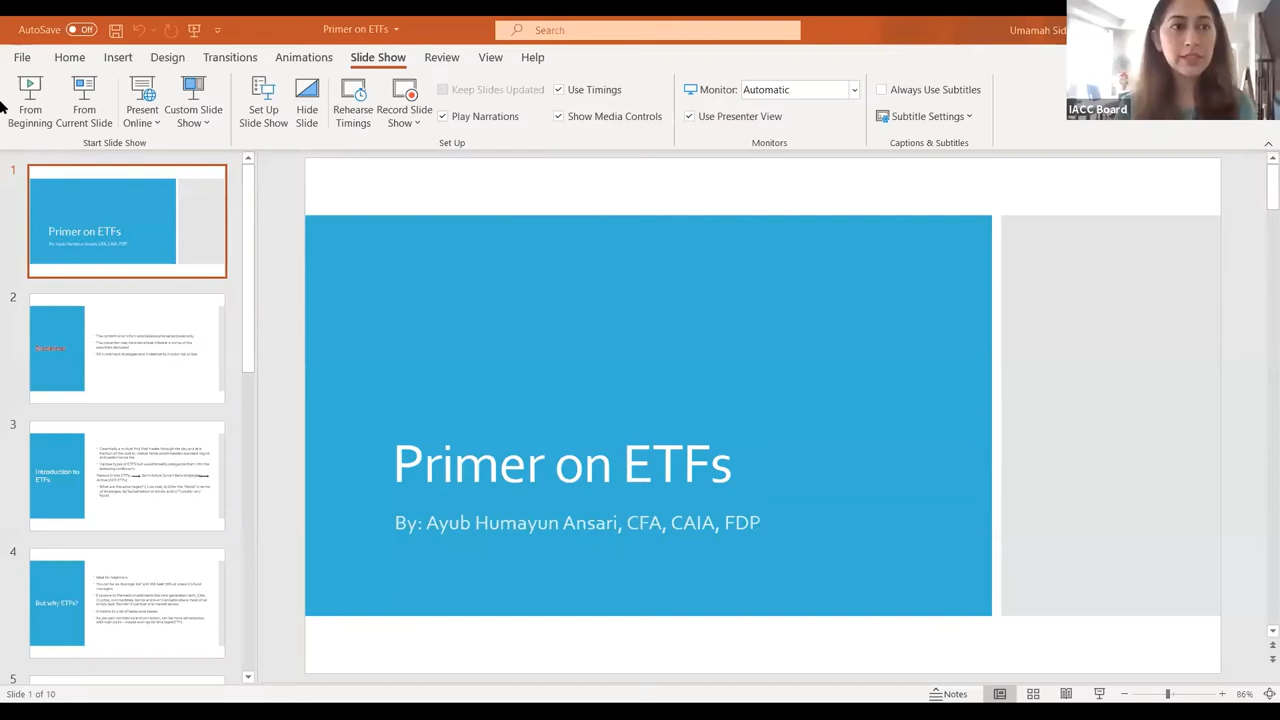 AutoSave Off
Primer on ETFs
Search
Umamah Sid
File Home Insert Design Transitions Animations Slide Show Review View Help
From Beginning
From Current Slide
Present Online
Custom Slide Show
Set Up Slide Show
Hide Slide
Rehearse Timings
Record Slide Show
Keep Slides Updated
Play Narrations
Use Timings
Show Media Controls
Monitor: Automatic
Use Presenter View
Always Use Subtitles
Subtitle Settings
Start Slide Show
Set Up
Monitors
Captions & Subtitles
IACC Board
1
Primer on ETFs
By: Ayub Humayun Ansari, CFA, CAIA, FDP
2
3
Introduction to
ETFs
4
But why ETFs?
5
Primer on ETFs
By: Ayub Humayun Ansari, CFA, CAIA, FDP
Slide 1 of 10
Notes
86%